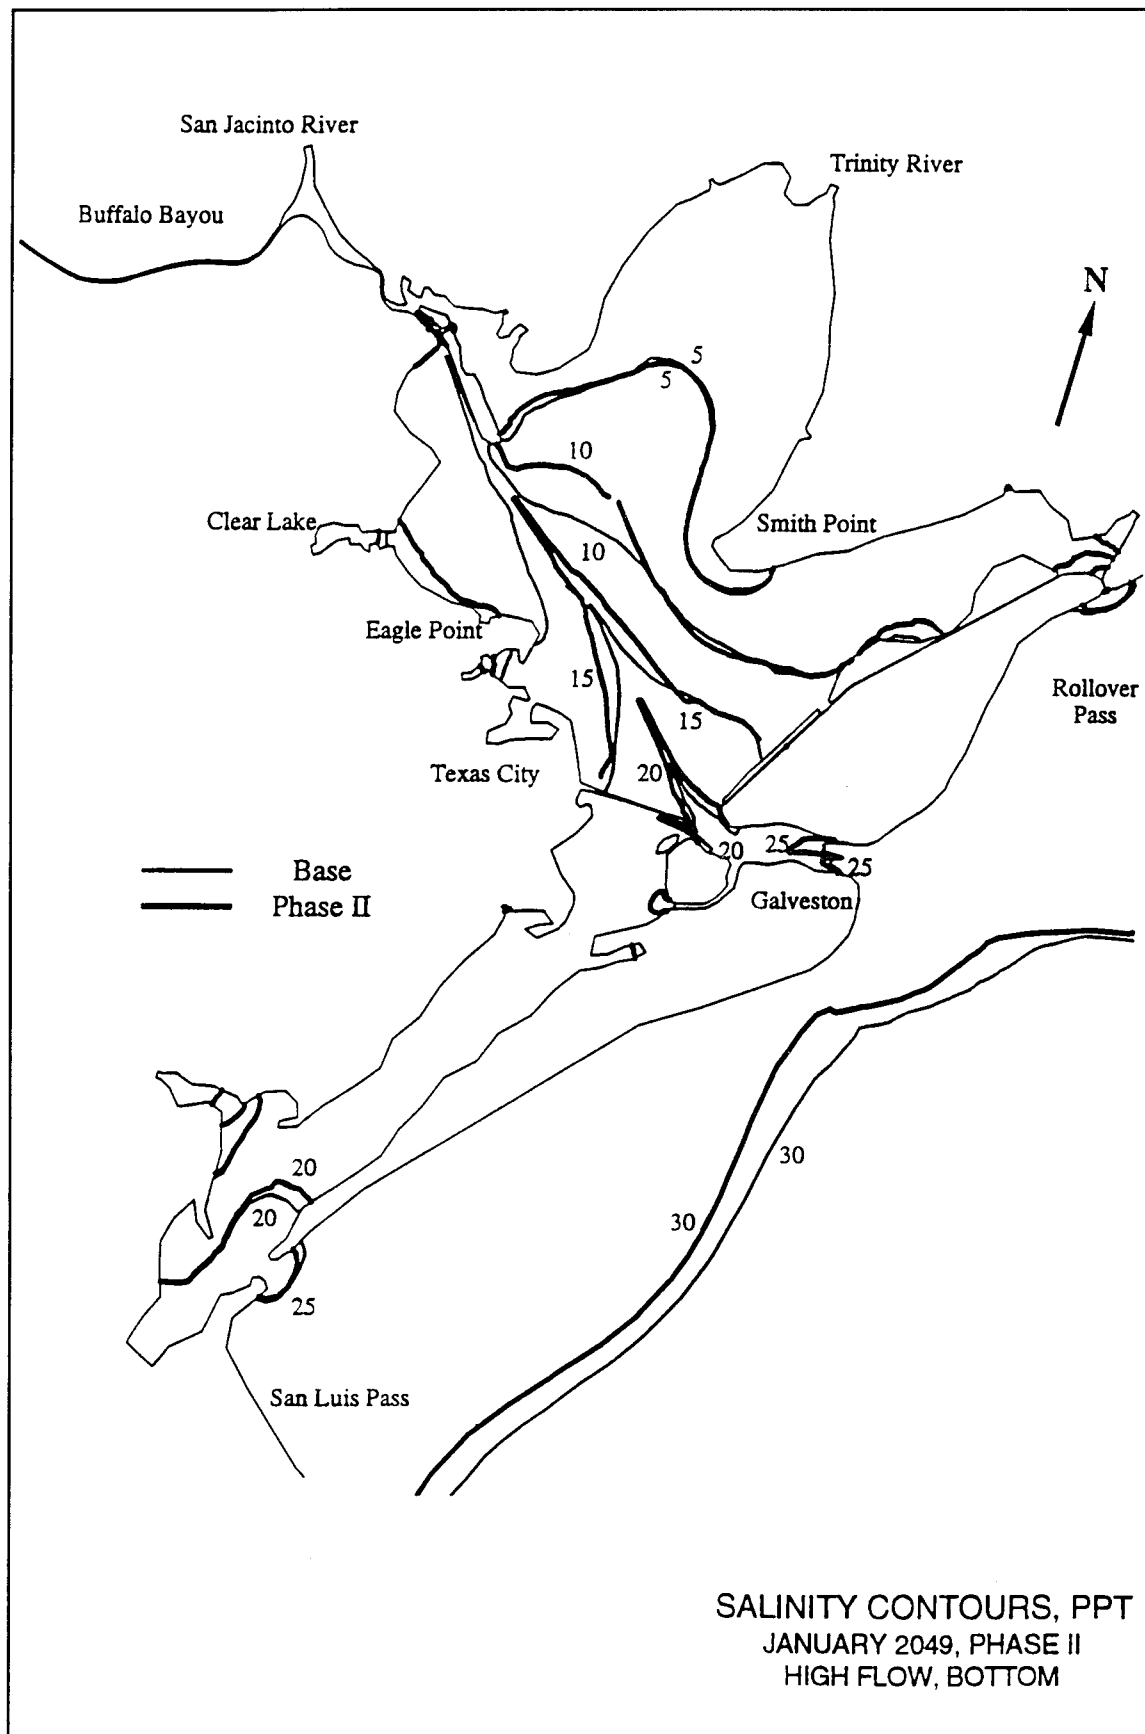 San Jacinto River
Trinity River
Buffalo Bayou
N
5
5
10
Clear Lake
Smith Point
10
Eagle Point
15
Rollover
Pass
15
Texas City
20
20
25
25
Base
Phase II
Galveston
30
20
20
30
25
San Luis Pass
SALINITY CONTOURS, PPT
JANUARY 2049, PHASE II
HIGH FLOW, BOTTOM